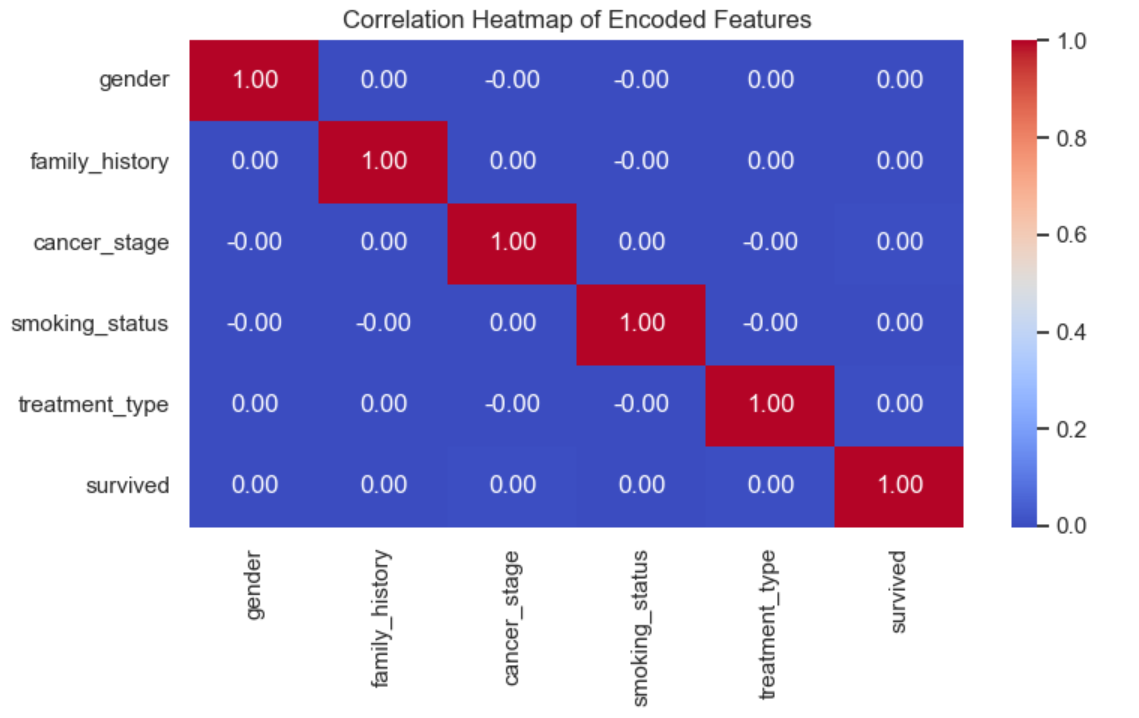 Correlation Heatmap of Encoded Features
gender 1.00 0.00 -0.00 -0.00 0.00 0.00
family_history 0.00 1.00 0.00 -0.00 0.00 0.00
cancer_stage -0.00 0.00 1.00 0.00 -0.00 0.00
smoking_status -0.00 -0.00 0.00 1.00 -0.00 0.00
treatment_type 0.00 0.00 -0.00 -0.00 1.00 0.00
survived 0.00 0.00 0.00 0.00 0.00 1.00
gender
family_history
cancer_stage
smoking_status
treatment_type
survived
1.0
0.8
0.6
0.4
0.2
0.0